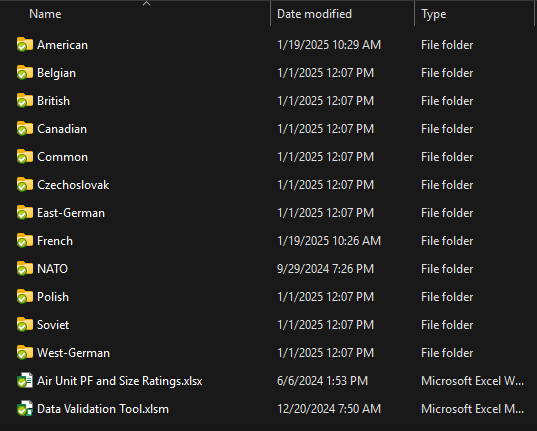 Name Date modified Type
American 1/19/2025 10:29 AM File folder
Belgian 1/1/2025 12:07 PM File folder
British 1/1/2025 12:07 PM File folder
Canadian 1/1/2025 12:07 PM File folder
Common 1/1/2025 12:07 PM File folder
Czechoslovak 1/1/2025 12:07 PM File folder
East-German 1/1/2025 12:07 PM File folder
French 1/19/2025 10:26 AM File folder
NATO 9/29/2024 7:26 PM File folder
Polish 1/1/2025 12:07 PM File folder
Soviet 1/1/2025 12:07 PM File folder
West-German 1/1/2025 12:07 PM File folder
Air Unit PF and Size Ratings.xlsx 6/6/2024 1:53 PM Microsoft Excel W...
Data Validation Tool.xlsm 12/20/2024 7:50 AM Microsoft Excel M...